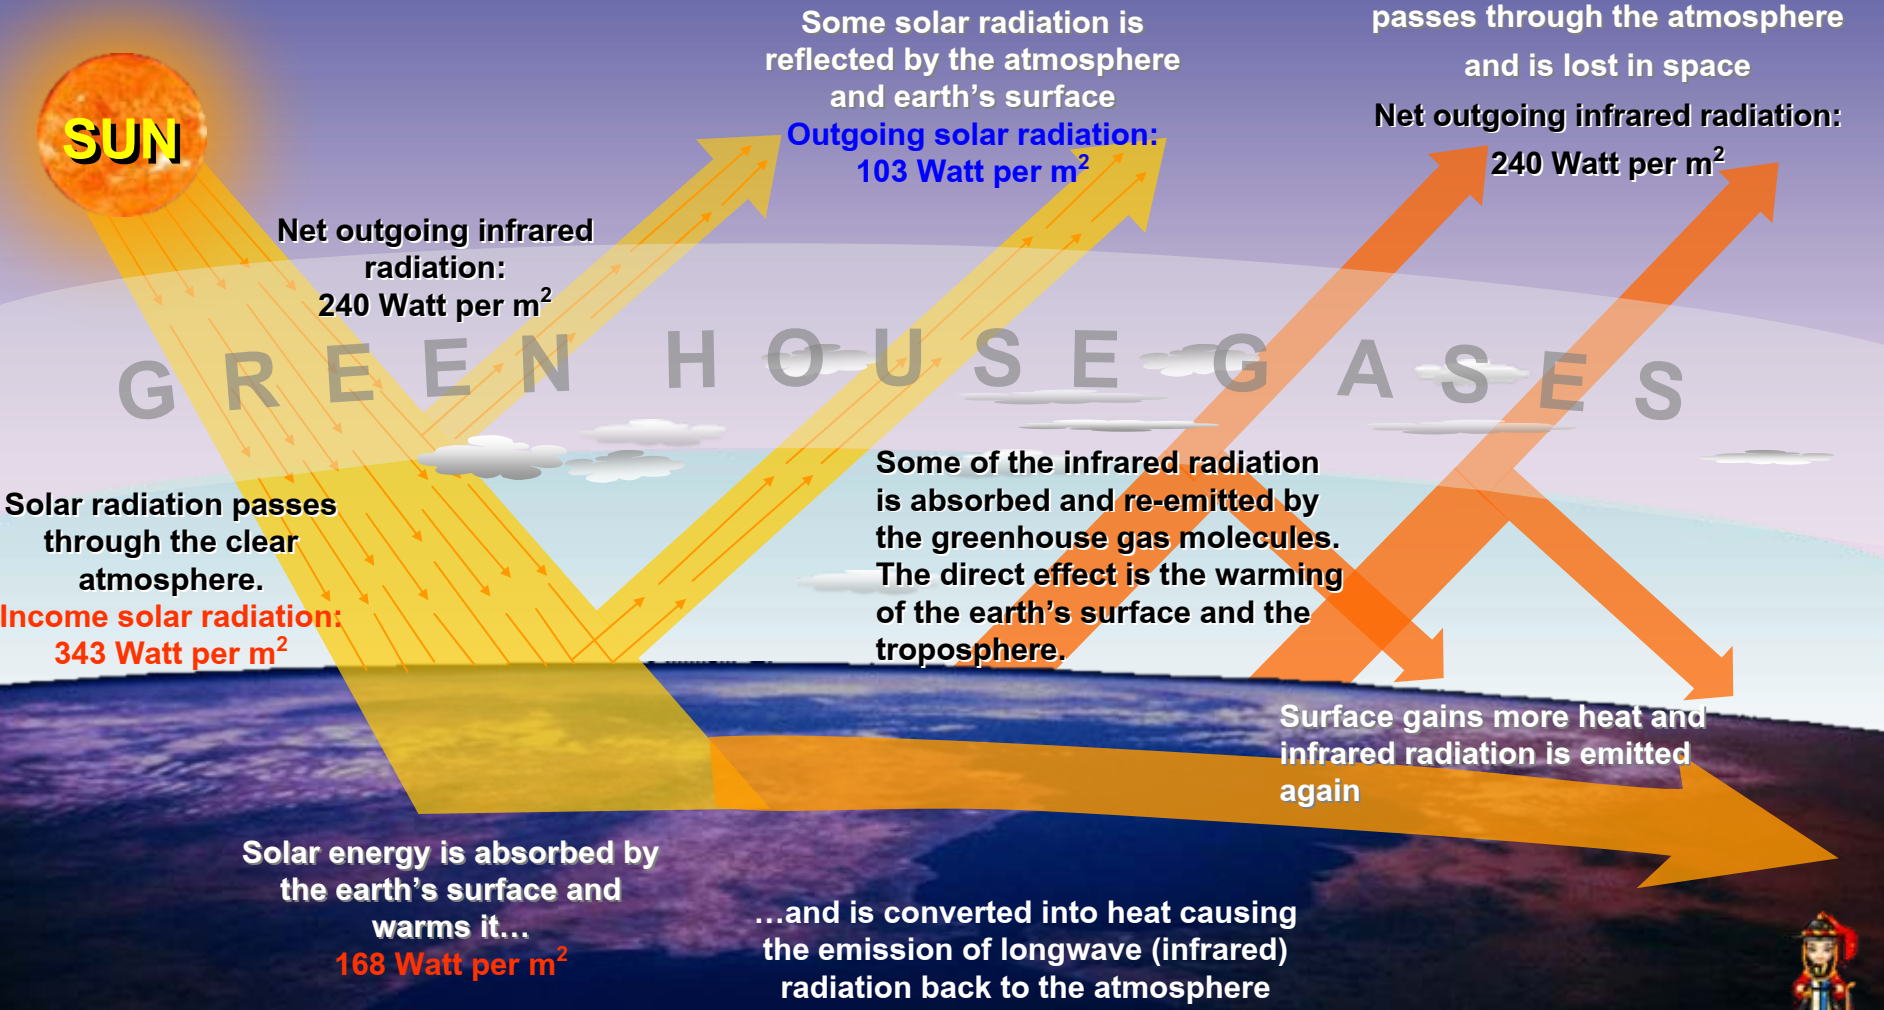 Some solar radiation is
reflected by the atmosphere
and earth’s surface
Outgoing solar radiation:
103 Watt per m²
passes through the atmosphere
and is lost in space
Net outgoing infrared radiation:
240 Watt per m²
SUN
Net outgoing infrared
radiation:
240 Watt per m²
GREENHOUSE GASES
Solar radiation passes
through the clear
atmosphere.
Income solar radiation:
343 Watt per m²
Some of the infrared radiation
is absorbed and re-emitted by
the greenhouse gas molecules.
The direct effect is the warming
of the earth’s surface and the
troposphere.
Surface gains more heat and
infrared radiation is emitted
again
Solar energy is absorbed by
the earth’s surface and
warms it…
168 Watt per m²
…and is converted into heat causing
the emission of longwave (infrared)
radiation back to the atmosphere